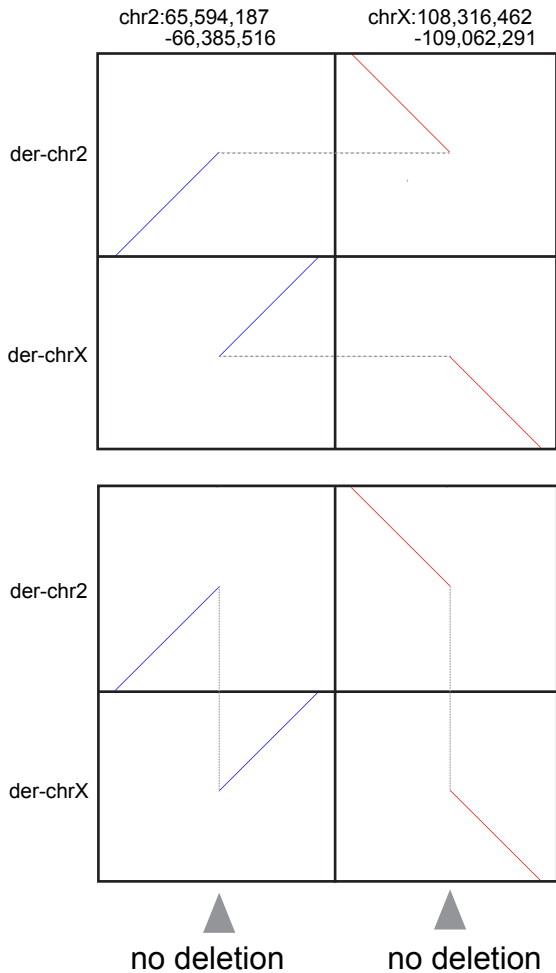 chr2:65,594,187
-66,385,516
chrX:108,316,462
-109,062,291
der-chr2
der-chrX
der-chr2
der-chrX
no deletion
no deletion